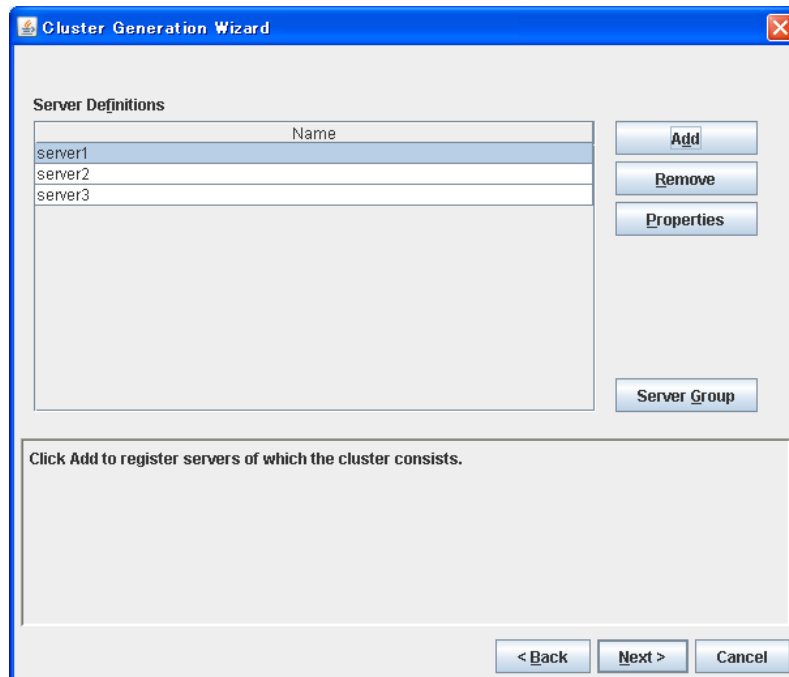 Cluster Generation Wizard
Server Definitions
Name
server1
server2
server3
Add
Remove
Properties
Server Group
Click Add to register servers of which the cluster consists.
< Back
Next >
Cancel